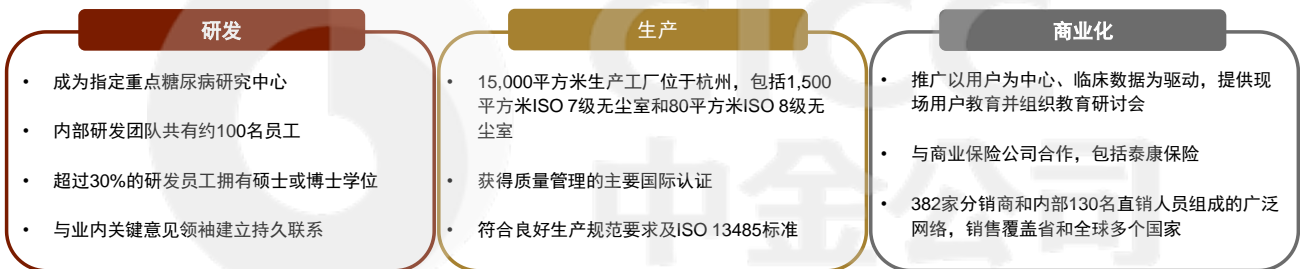 研发
• 成为指定重点糖尿病研究中心
• 内部研发团队共有约100名员工
• 超过30%的研发员工拥有硕士或博士学位
• 与业内关键意见领袖建立持久联系
生产
• 15,000平方米生产工厂位于杭州，包括1,500
平方米ISO 7级无尘室和80平方米ISO 8级无
尘室
• 获得质量管理的主要国际认证
• 符合良好生产规范要求及ISO 13485标准
商业化
• 推广以用户为中心、临床数据为驱动，提供现
场用户教育并组织教育研讨会
• 与商业保险公司合作，包括泰康保险
• 382家分销商和内部130名直销人员组成的广泛
网络，销售覆盖省和全球多个国家
CICC
中金公司